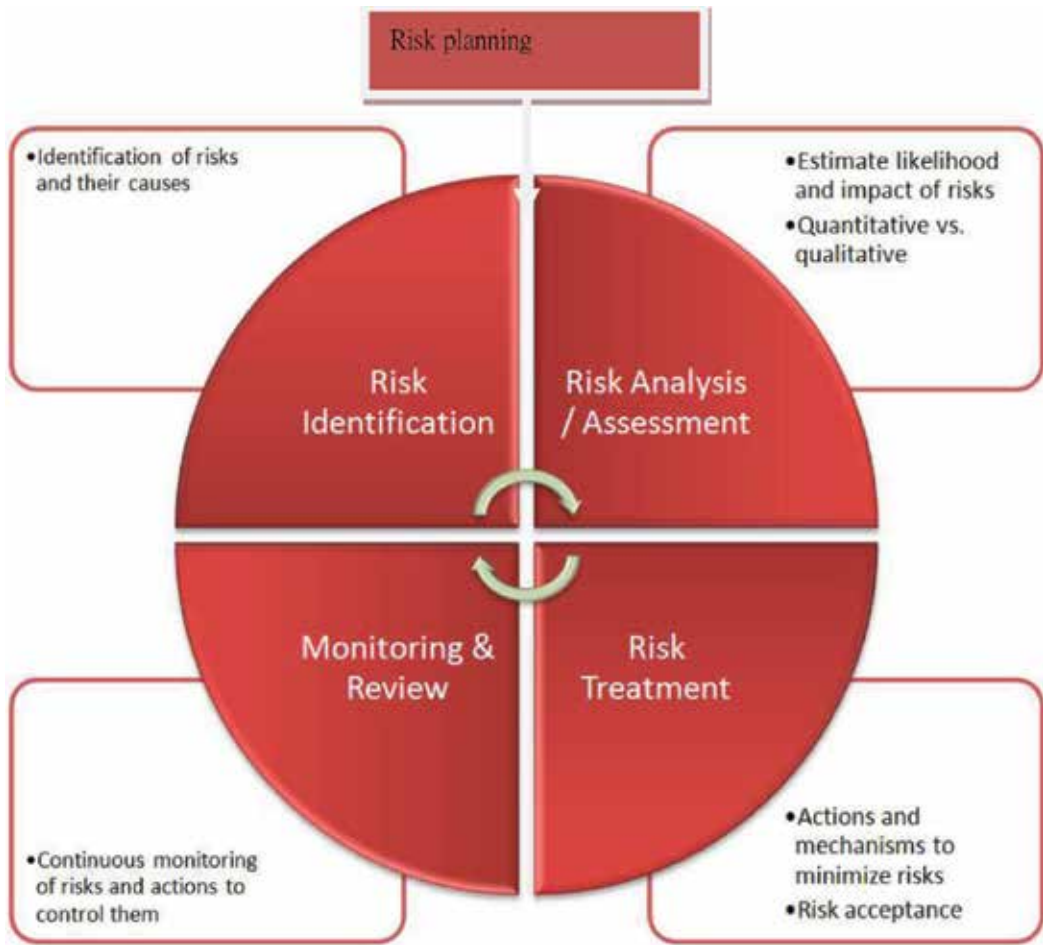 Risk planning
•Identification of risks
and their causes
•Estimate likelihood
and impact of risks
•Quantitative vs.
qualitative
Risk
Identification
Risk Analysis
/ Assessment
Monitoring &
Review
Risk
Treatment
•Continuous monitoring
of risks and actions to
control them
•Actions and
mechanisms to
minimize risks
•Risk acceptance